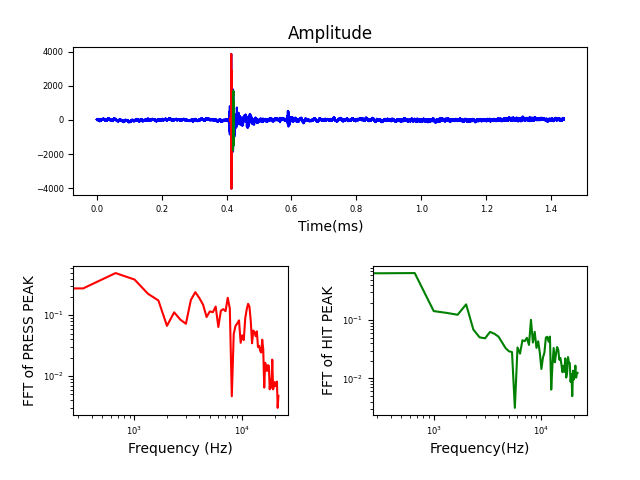 Amplitude
4000
2000
0
−2000
−4000
0.0 0.2 0.4 0.6 0.8 1.0 1.2 1.4
Time(ms)
FFT of PRESS PEAK
10⁻¹
10⁻²
10³ 10⁴
Frequency (Hz)
FFT of HIT PEAK
10⁻¹
10⁻²
10³ 10⁴
Frequency(Hz)